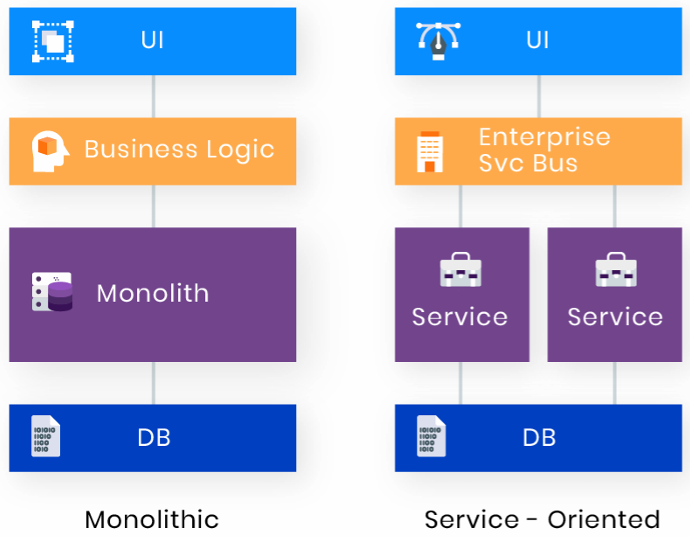 UI
Business Logic
Monolith
DB
Monolithic
UI
Enterprise
Svc Bus
Service
Service
DB
Service - Oriented